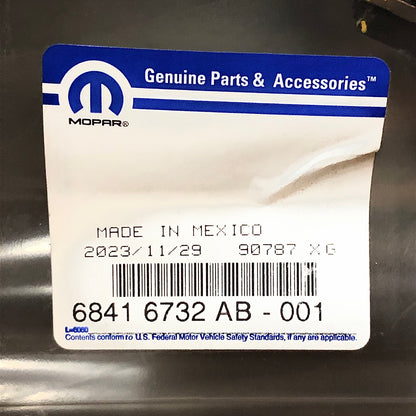 Genuine Parts & Accessories™
MOPAR®
MADE IN MEXICO
2023/11/29 90787 XG
6841 6732 AB - 001
L=6060
Contents conform to U.S. Federal Motor Vehicle Safety Standards, if any are applicable.